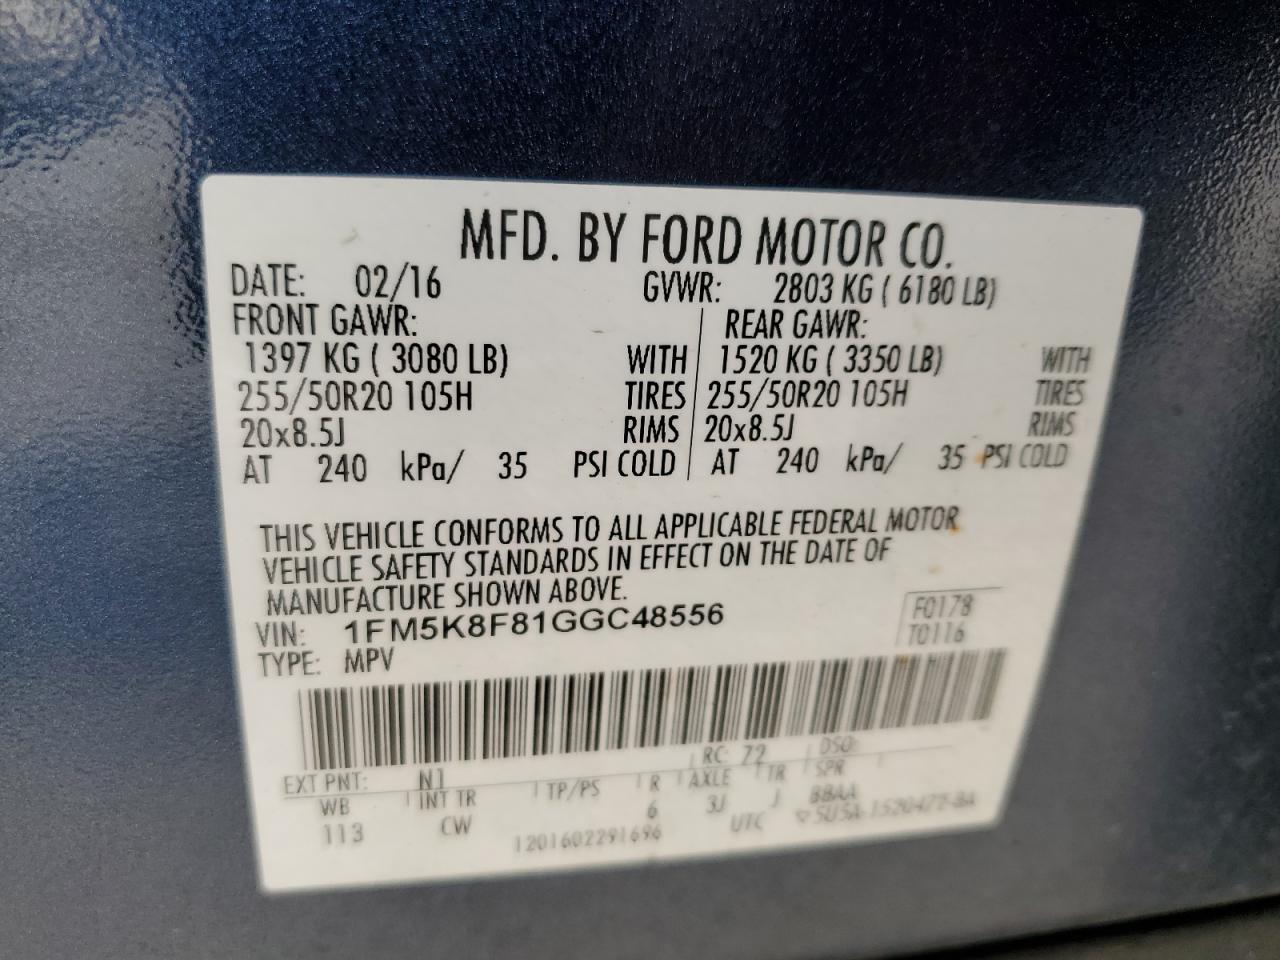 MFD. BY FORD MOTOR CO.
DATE: 02/16 GVWR: 2803 KG ( 6180 LB)
FRONT GAWR: REAR GAWR:
1397 KG ( 3080 LB) WITH 1520 KG ( 3350 LB) WITH
255/50R20 105H TIRES 255/50R20 105H TIRES
20x8.5J RIMS 20x8.5J RIMS
AT 240 kPa/ 35 PSI COLD AT 240 kPa/ 35 PSI COLD
THIS VEHICLE CONFORMS TO ALL APPLICABLE FEDERAL MOTOR
VEHICLE SAFETY STANDARDS IN EFFECT ON THE DATE OF
MANUFACTURE SHOWN ABOVE.
VIN: 1FM5K8F81GGC48556
F0178
TYPE: MPV
T0116
EXT PNT: N1 RC: 72 DSO:
WB INT TR TP/PS R AXLE TR SPR
113 CW 6 3J J BBAA
1201602291696 UTC